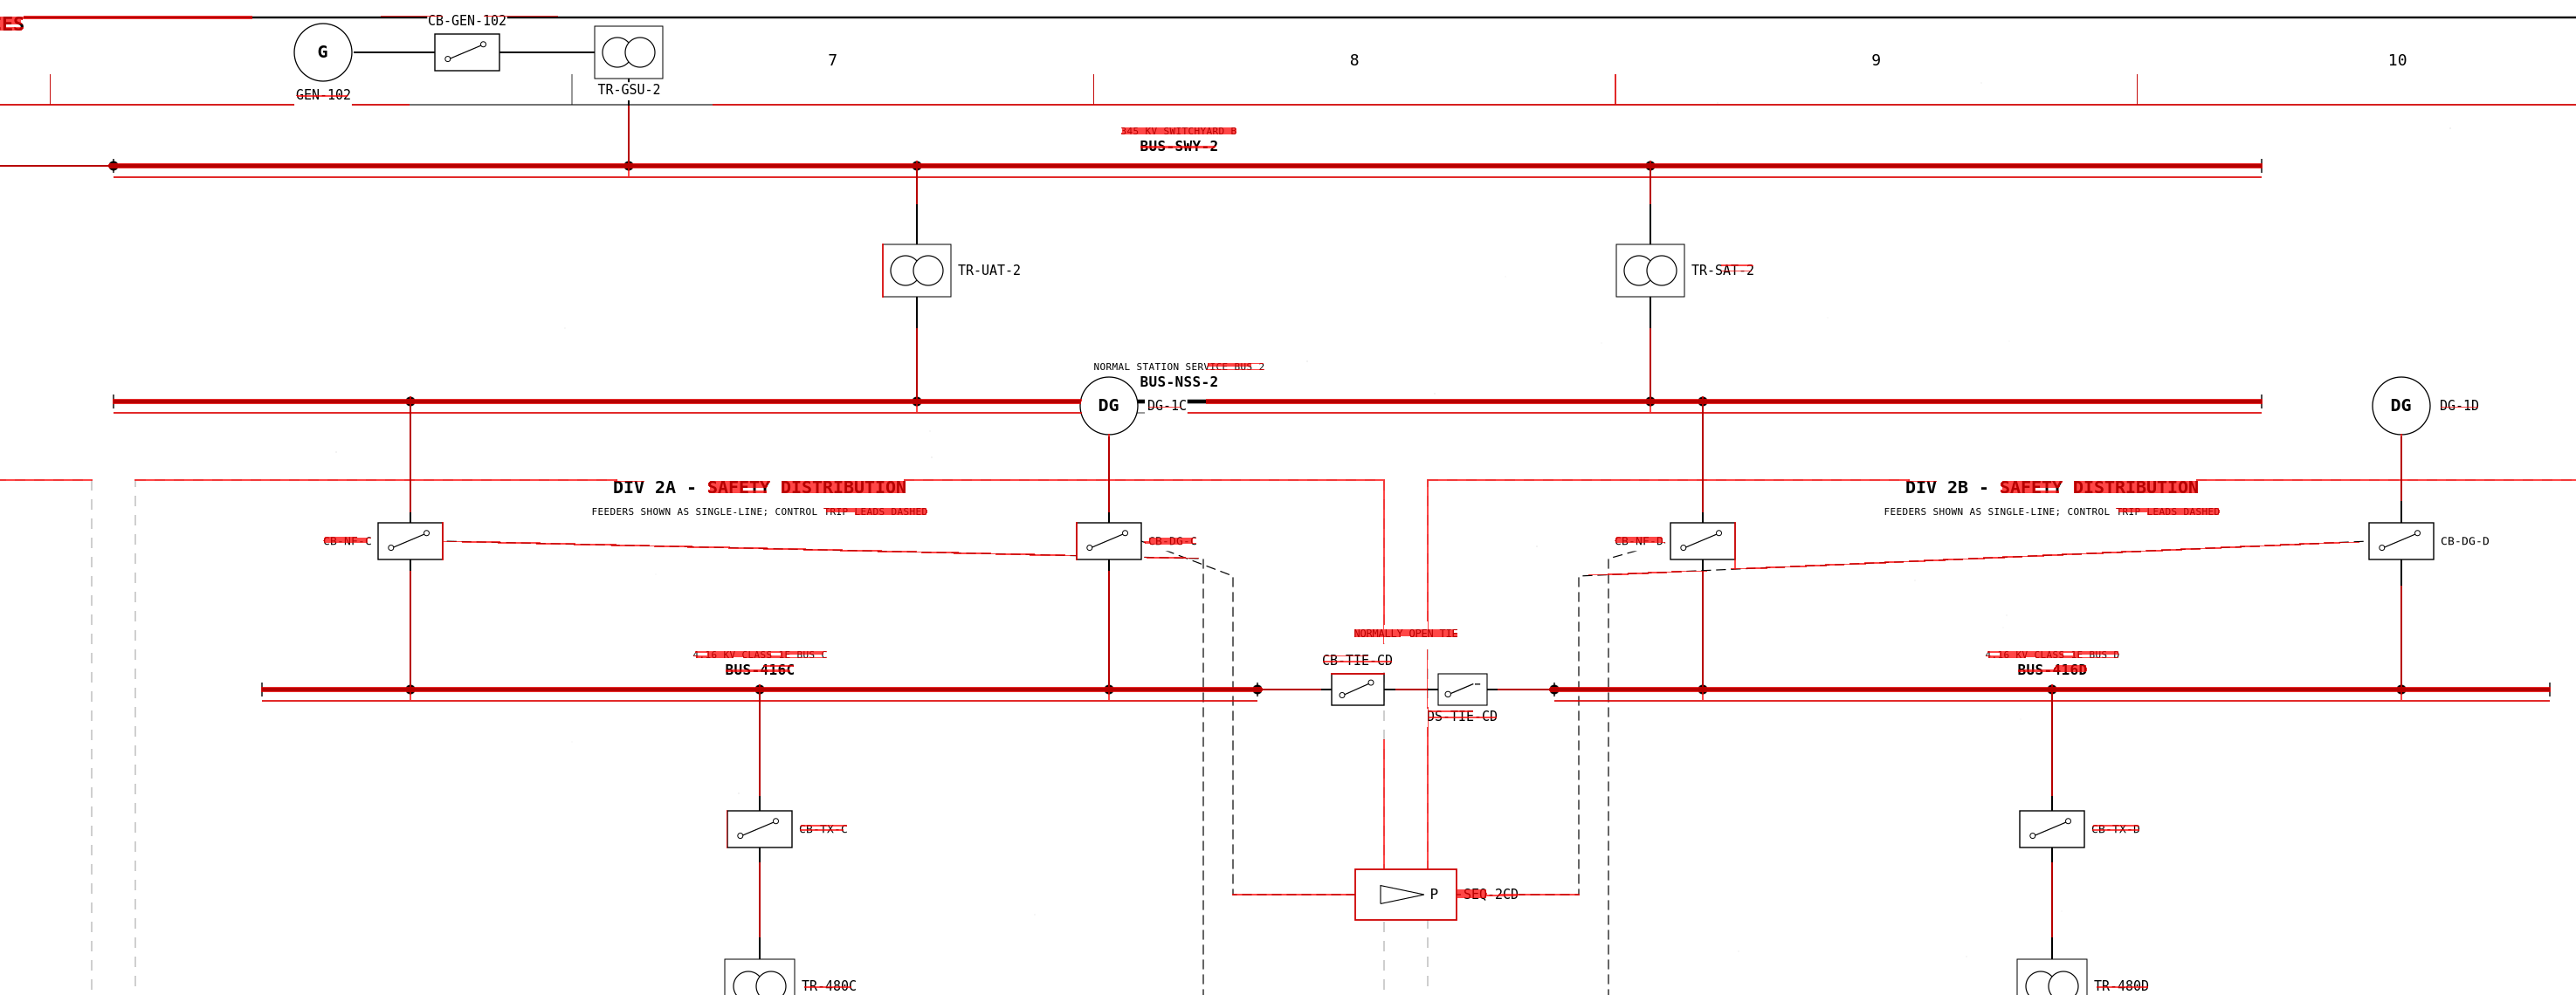 ES
CB-GEN-102
G
GEN-102
TR-GSU-2
7
8
9
10
345 KV SWITCHYARD B
BUS-SWY-2
TR-UAT-2
TR-SAT-2
NORMAL STATION SERVICE BUS 2
BUS-NSS-2
DG
DG-1C
DG
DG-1D
DIV 2A - SAFETY DISTRIBUTION
FEEDERS SHOWN AS SINGLE-LINE; CONTROL TRIP LEADS DASHED
DIV 2B - SAFETY DISTRIBUTION
FEEDERS SHOWN AS SINGLE-LINE; CONTROL TRIP LEADS DASHED
CB-NF-C
CB-DG-C
CB-NF-D
CB-DG-D
NORMALLY OPEN TIE
CB-TIE-CD
DS-TIE-CD
4.16 KV CLASS 1E BUS C
BUS-416C
4.16 KV CLASS 1E BUS D
BUS-416D
CB-TX-C
CB-TX-D
P
SEQ-2CD
TR-480C
TR-480D